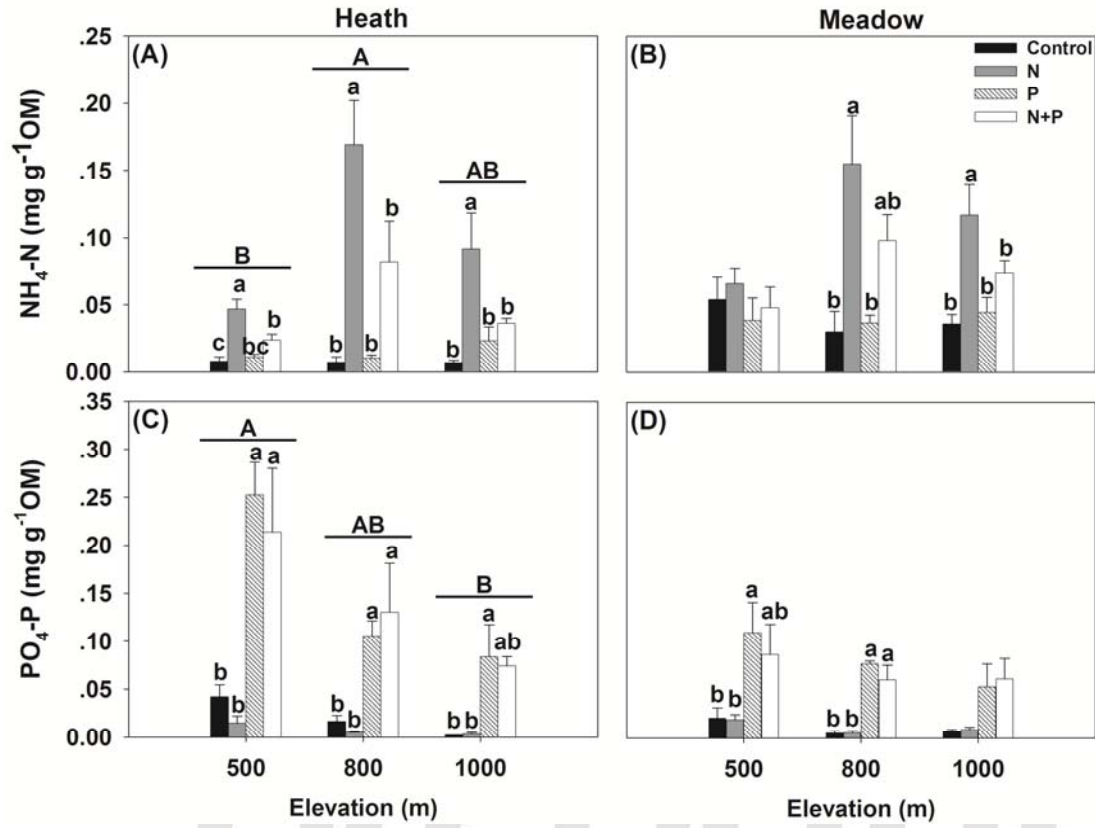 Heath
Meadow
(A)
(B)
Control
N
P
N+P
.25
.20
.15
.10
.05
0.00
NH4-N (mg g-1OM)
B
A
AB
c
a
bc
b
b
a
b
b
b
a
b
b
b
a
b
ab
b
a
b
b
(C)
(D)
.35
.30
.25
.20
.15
.10
.05
0.00
PO4-P (mg g-1OM)
A
AB
B
b
b
a
a
b
b
a
a
b
b
a
ab
b
b
a
ab
b
b
a
a
500
800
1000
500
800
1000
Elevation (m)
Elevation (m)